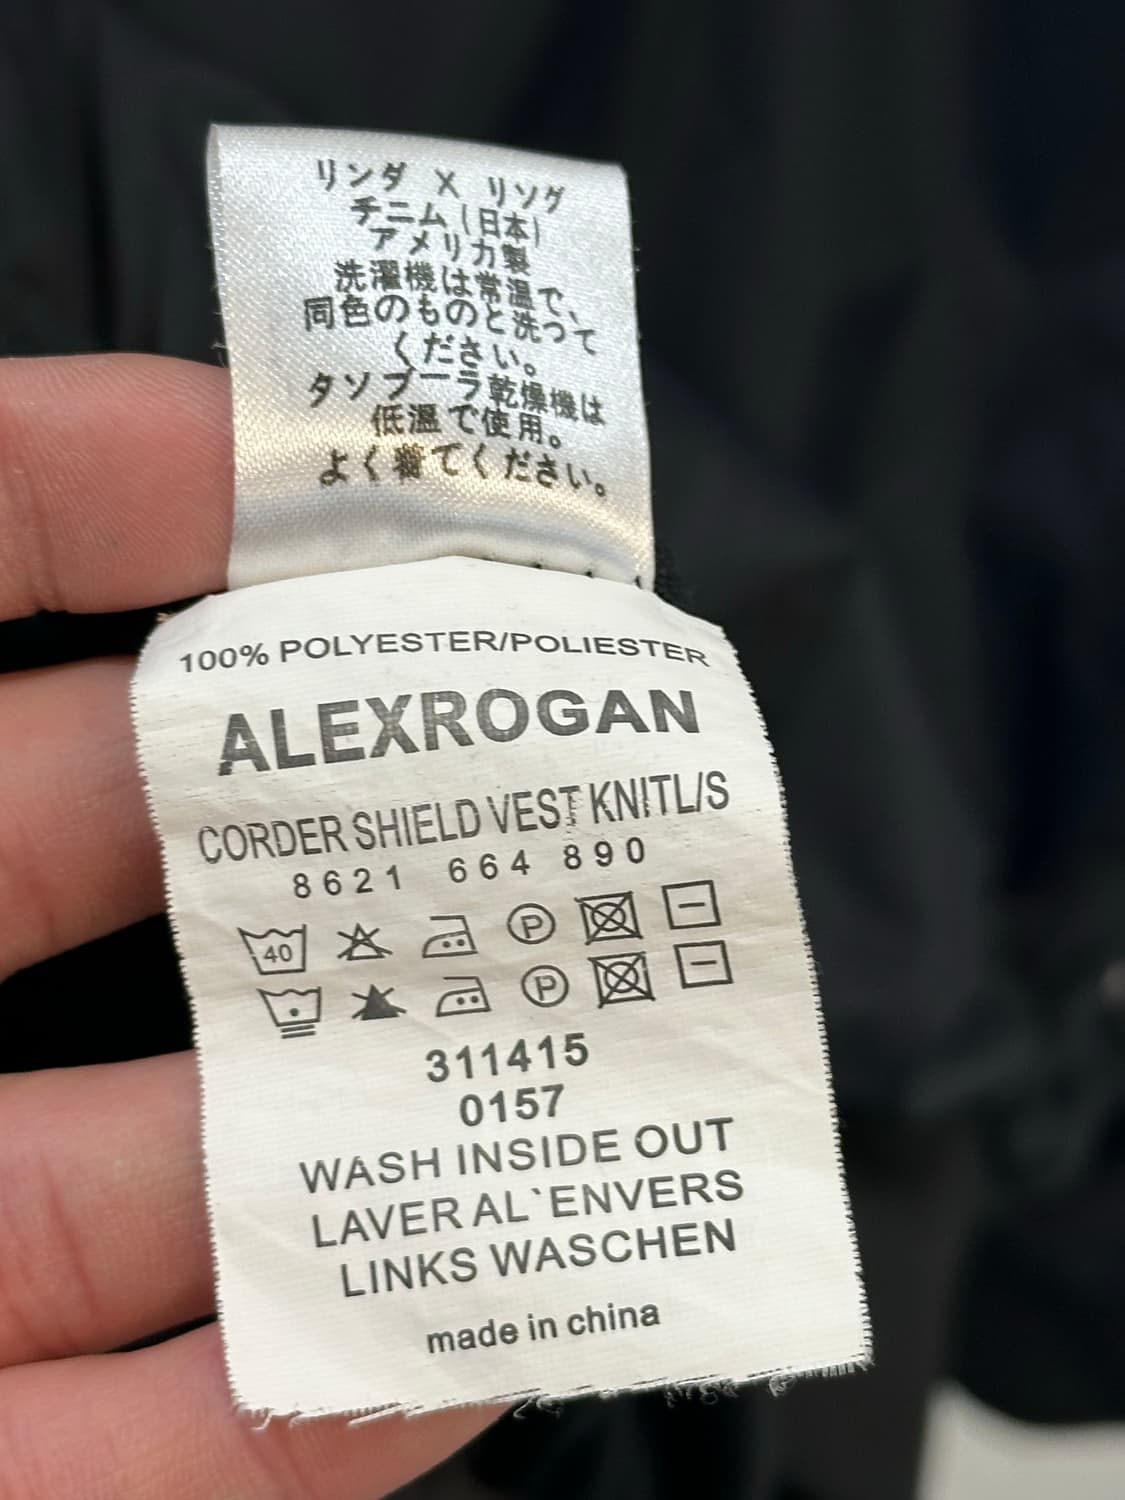 リンダ X リソグ
チニム(日本)
アメリカ製
洗濯機は常温で、
同色のものと洗って
ください。
タソブーラ乾燥機は
低温で使用。
よく着てください。
100% POLYESTER/POLIESTER
ALEXROGAN
CORDER SHIELD VEST KNITL/S
8621 664 890
40 P
P
311415
0157
WASH INSIDE OUT
LAVER AL`ENVERS
LINKS WASCHEN
made in china